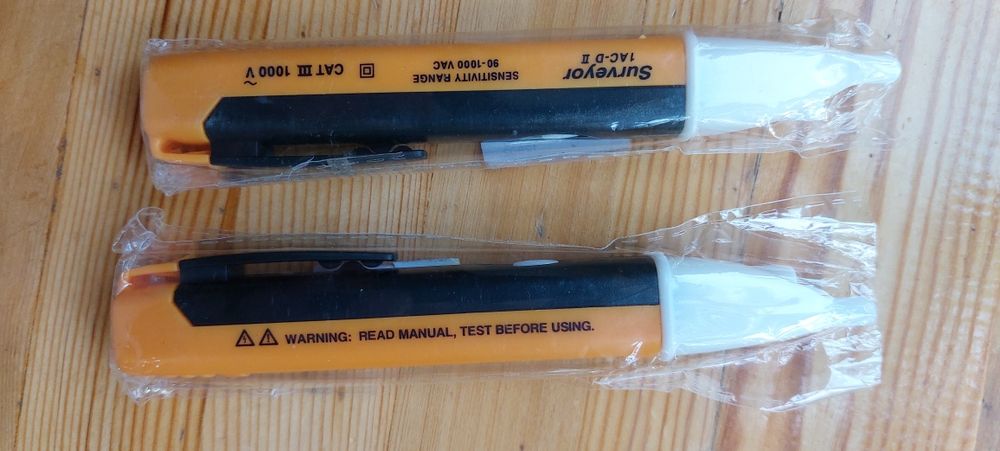 Surveyor
1AC-D II
SENSITIVITY RANGE
90-1000 VAC
CAT III 1000 V~
WARNING: READ MANUAL, TEST BEFORE USING.